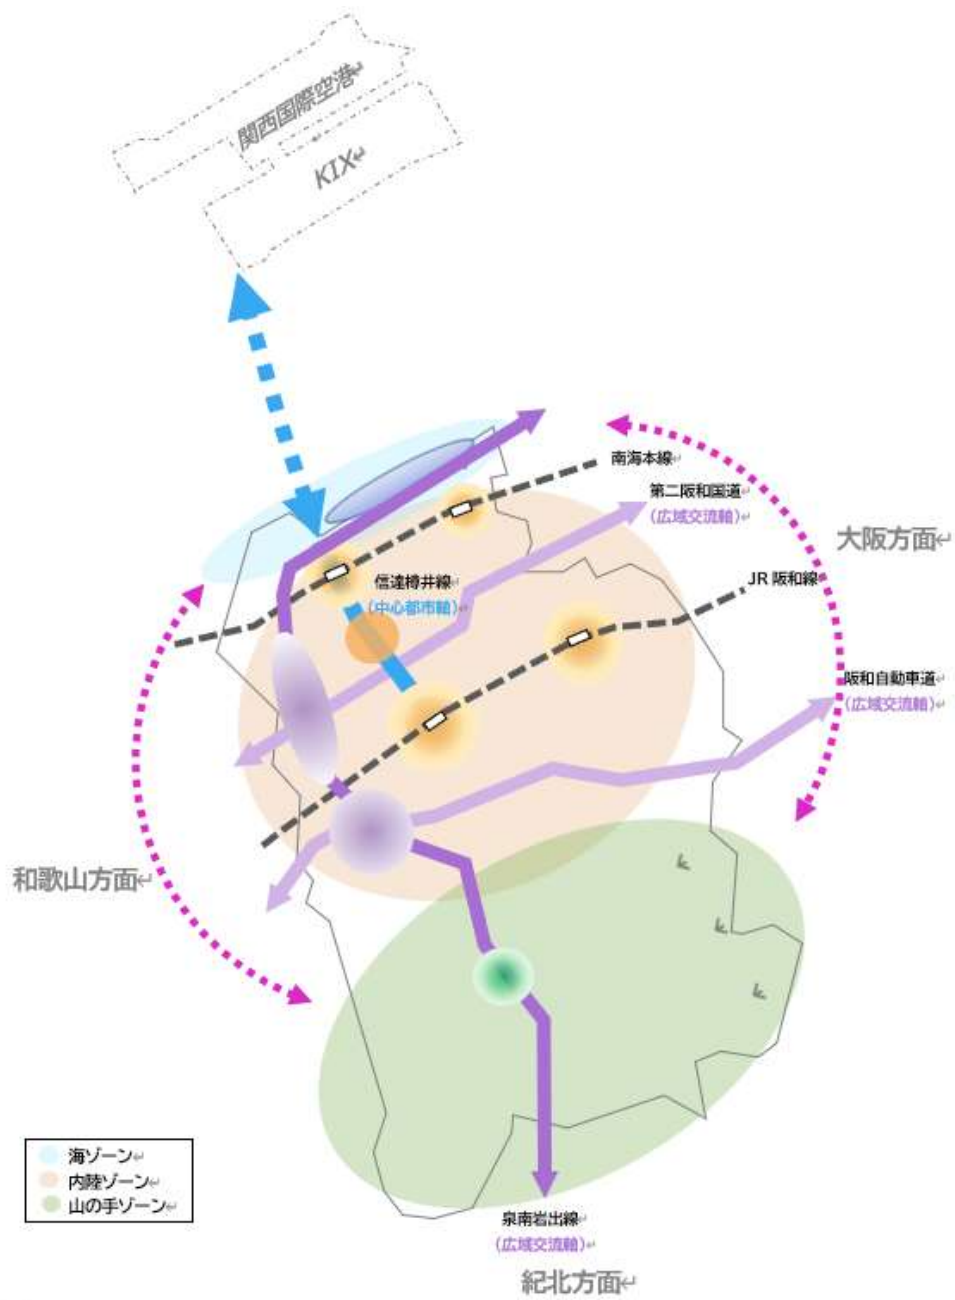 関西国際空港
KIX
南海本線
第二阪和国道
(広域交流軸)
大阪方面
信達樽井線
(中心都市軸)
JR 阪和線
阪和自動車道
(広域交流軸)
和歌山方面
海ゾーン
内陸ゾーン
山の手ゾーン
泉南岩出線
(広域交流軸)
紀北方面